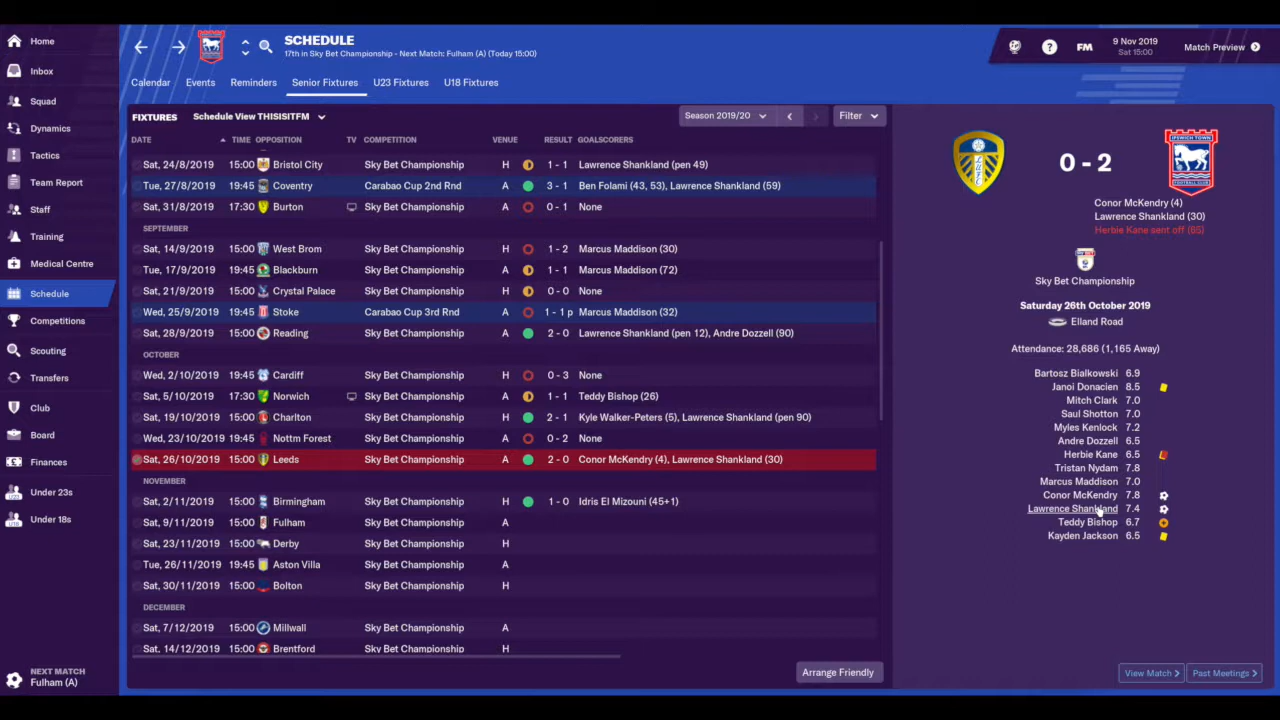 Home
Inbox
Squad
Dynamics
Tactics
Team Report
Staff
Training
Medical Centre
Schedule
Competitions
Scouting
Transfers
Club
Board
Finances
Under 23s
Under 18s
NEXT MATCH
Fulham (A)
SCHEDULE
17th in Sky Bet Championship - Next Match: Fulham (A) (Today 15:00)
FM
9 Nov 2019
Sat 15:00
Match Preview
Calendar Events Reminders Senior Fixtures U23 Fixtures U18 Fixtures
FIXTURES Schedule View THISISITFM Season 2019/20 Filter
DATE TIME OPPOSITION TV COMPETITION VENUE RESULT GOALSCORERS
Sat, 24/8/2019 15:00 Bristol City Sky Bet Championship H 1 - 1 Lawrence Shankland (pen 49)
Tue, 27/8/2019 19:45 Coventry Carabao Cup 2nd Rnd A 3 - 1 Ben Folami (43, 53), Lawrence Shankland (59)
Sat, 31/8/2019 17:30 Burton Sky Bet Championship A 0 - 1 None
SEPTEMBER
Sat, 14/9/2019 15:00 West Brom Sky Bet Championship H 1 - 2 Marcus Maddison (30)
Tue, 17/9/2019 19:45 Blackburn Sky Bet Championship A 1 - 1 Marcus Maddison (72)
Sat, 21/9/2019 15:00 Crystal Palace Sky Bet Championship H 0 - 0 None
Wed, 25/9/2019 19:45 Stoke Carabao Cup 3rd Rnd A 1 - 1 p Marcus Maddison (32)
Sat, 28/9/2019 15:00 Reading Sky Bet Championship A 2 - 0 Lawrence Shankland (pen 12), Andre Dozzell (90)
OCTOBER
Wed, 2/10/2019 19:45 Cardiff Sky Bet Championship H 0 - 3 None
Sat, 5/10/2019 17:30 Norwich Sky Bet Championship A 1 - 1 Teddy Bishop (26)
Sat, 19/10/2019 15:00 Charlton Sky Bet Championship H 2 - 1 Kyle Walker-Peters (5), Lawrence Shankland (pen 90)
Wed, 23/10/2019 19:45 Nottm Forest Sky Bet Championship A 0 - 2 None
Sat, 26/10/2019 15:00 Leeds Sky Bet Championship A 2 - 0 Conor McKendry (4), Lawrence Shankland (30)
NOVEMBER
Sat, 2/11/2019 15:00 Birmingham Sky Bet Championship H 1 - 0 Idris El Mizouni (45+1)
Sat, 9/11/2019 15:00 Fulham Sky Bet Championship A
Sat, 23/11/2019 15:00 Derby Sky Bet Championship H
Tue, 26/11/2019 19:45 Aston Villa Sky Bet Championship A
Sat, 30/11/2019 15:00 Bolton Sky Bet Championship H
DECEMBER
Sat, 7/12/2019 15:00 Millwall Sky Bet Championship A
Sat, 14/12/2019 15:00 Brentford Sky Bet Championship H
Arrange Friendly
0 - 2
Conor McKendry (4)
Lawrence Shankland (30)
Herbie Kane sent off (65)
Sky Bet Championship
Saturday 26th October 2019
Elland Road
Attendance: 28,686 (1,165 Away)
Bartosz Bialkowski 6.9
Janoi Donacien 8.5
Mitch Clark 7.0
Saul Shotton 7.0
Myles Kenlock 7.2
Andre Dozzell 6.5
Herbie Kane 6.5
Tristan Nydam 7.8
Marcus Maddison 7.0
Conor McKendry 7.8
Lawrence Shankland 7.4
Teddy Bishop 6.7
Kayden Jackson 6.5
View Match Past Meetings